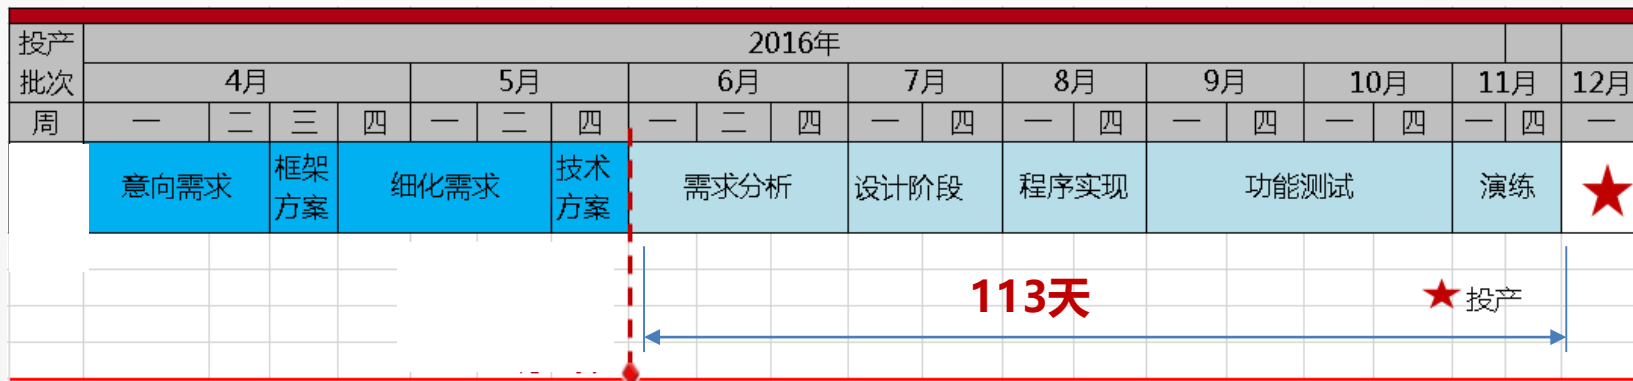 投产批次 2016年
4月 5月 6月 7月 8月 9月 10月 11月 12月
周 一 二 三 四 一 二 四 一 二 四 一 四 一 四 一 四 一 四 一 四 一
意向需求 框架方案 细化需求 技术方案 需求分析 设计阶段 程序实现 功能测试 演练
113天
投产